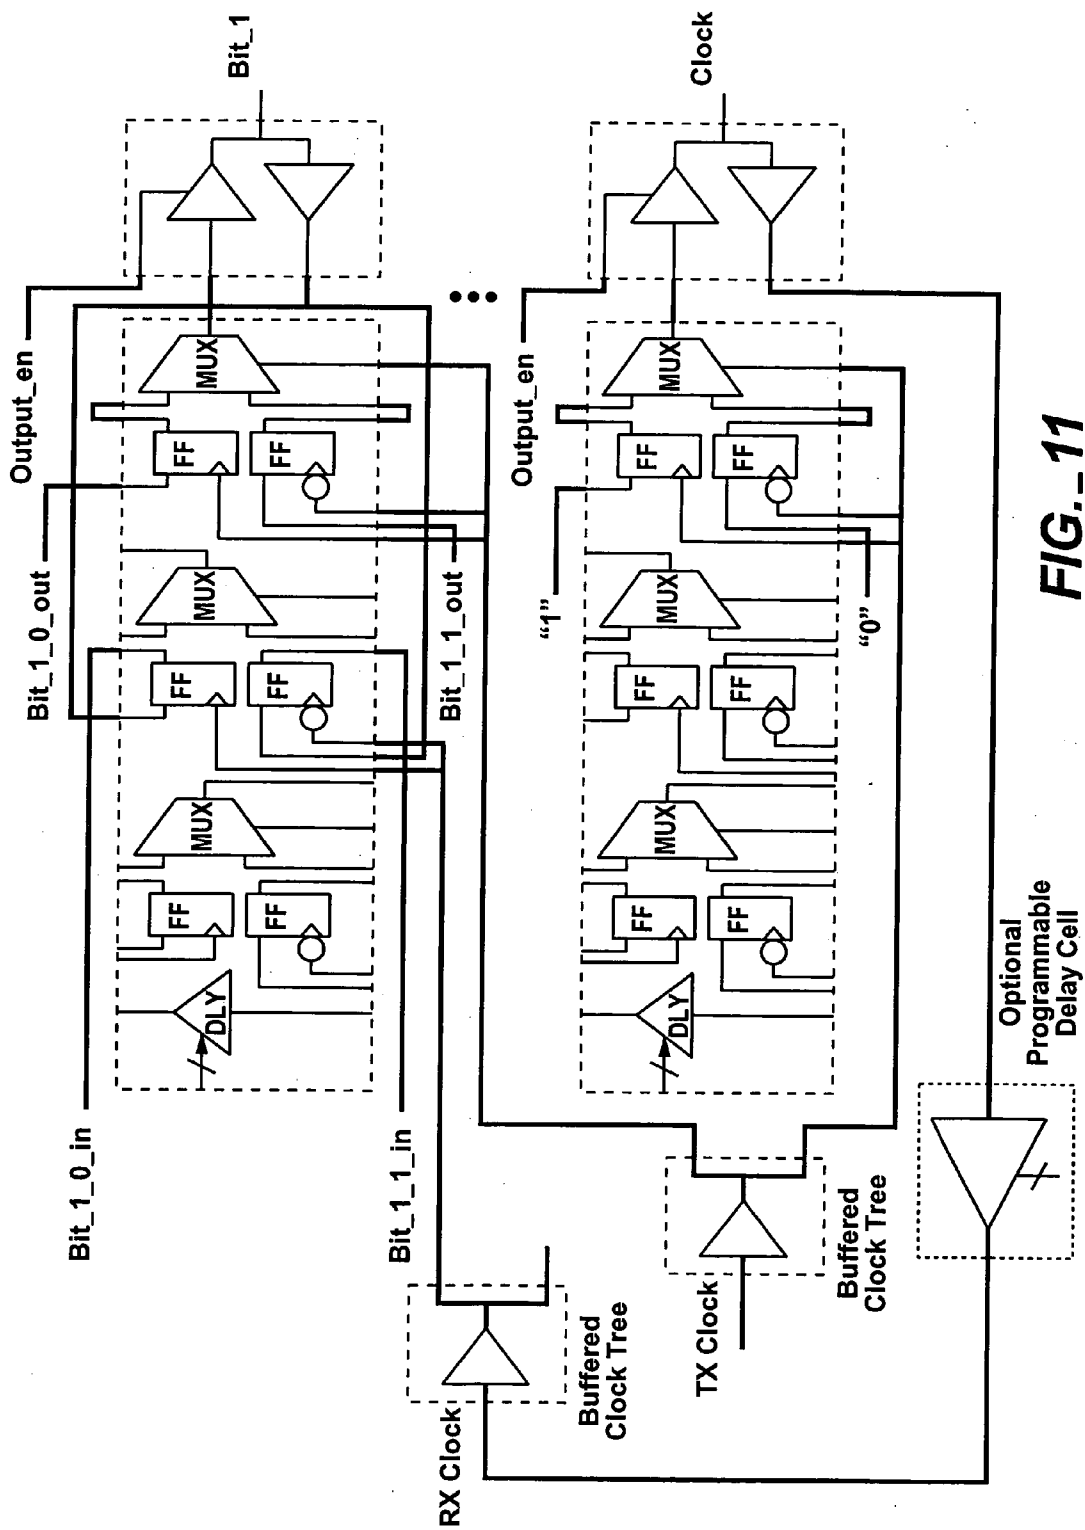 Bit_1_0_in
Bit_1_0_out
Output_en
Bit_1
DLY
FF
FF
MUX
FF
FF
MUX
FF
FF
MUX
Bit_1_1_in
Bit_1_1_out
RX Clock
Buffered
Clock Tree
"1"
Output_en
Clock
DLY
FF
FF
MUX
FF
FF
MUX
FF
FF
MUX
TX Clock
Buffered
Clock Tree
"0"
Optional
Programmable
Delay Cell
FIG._11